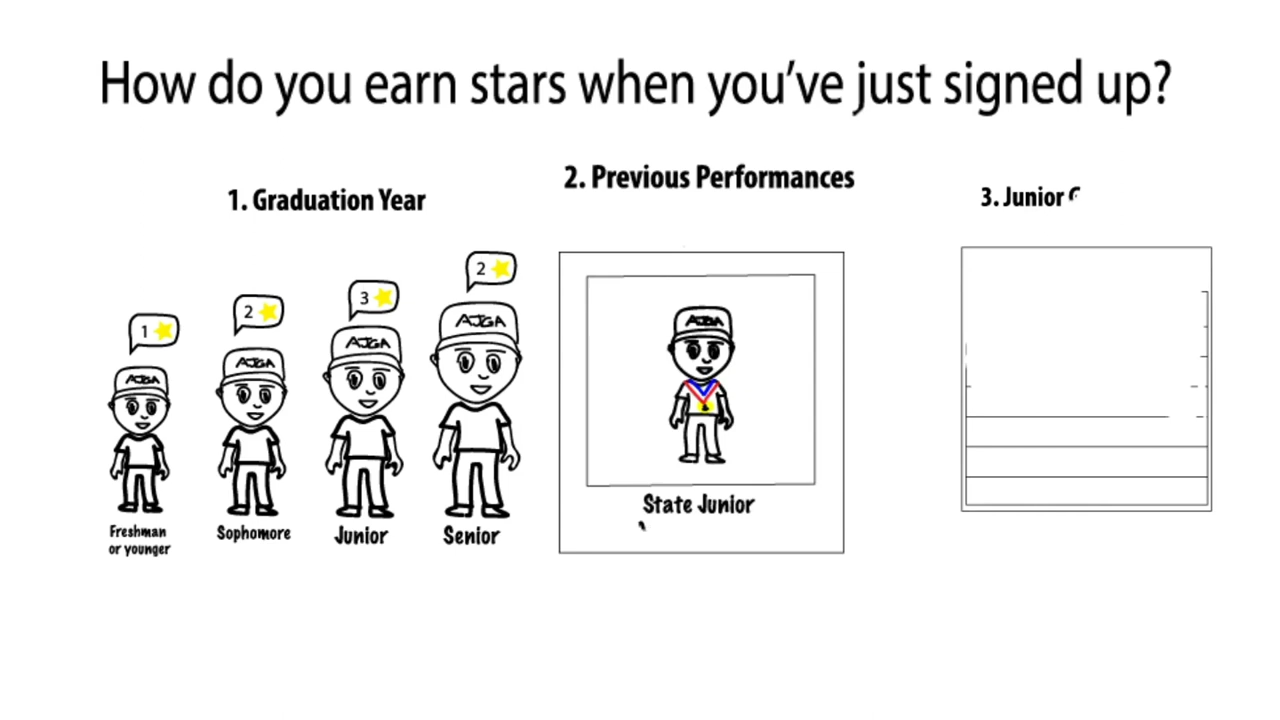 How do you earn stars when you've just signed up?
1. Graduation Year
2. Previous Performances
3. Junior
1
2
3
2
AJGA
AJGA
AJGA
AJGA
AJGA
Freshman
or younger
Sophomore
Junior
Senior
State Junior